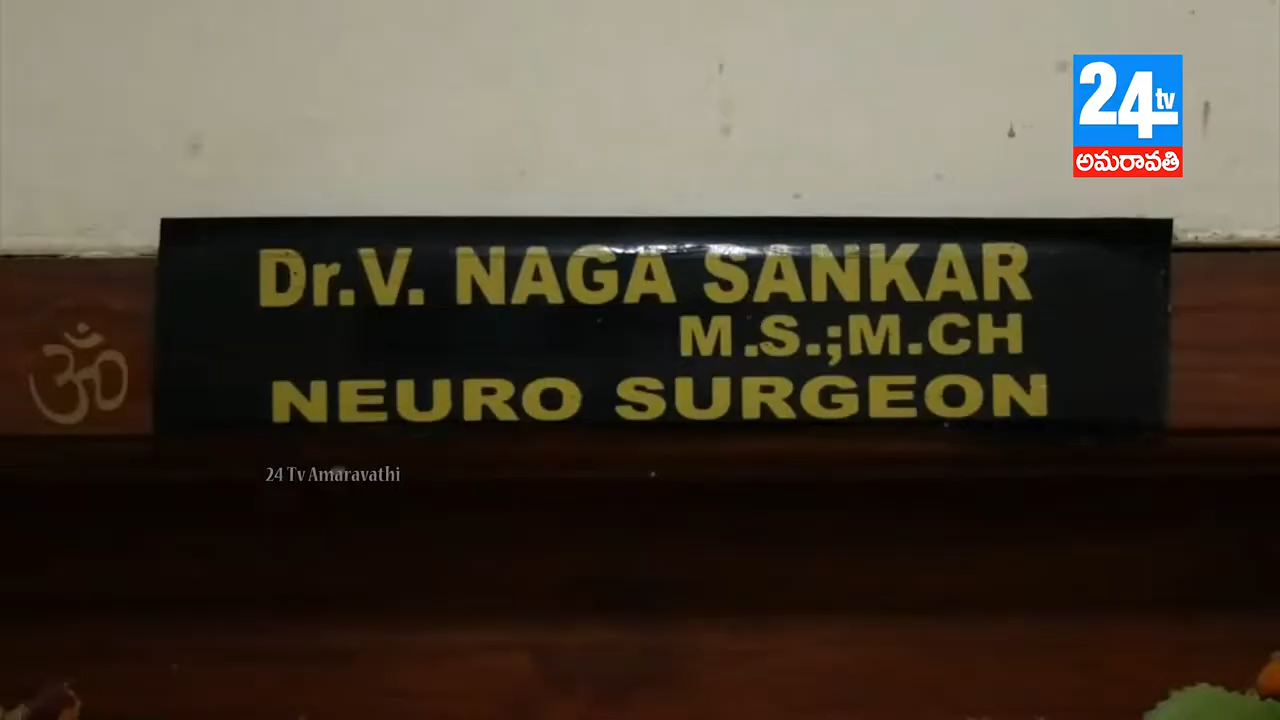 24 tv
అమరావతి
Dr.V. NAGA SANKAR
M.S.;M.CH
NEURO SURGEON
ॐ
24 Tv Amaravathi